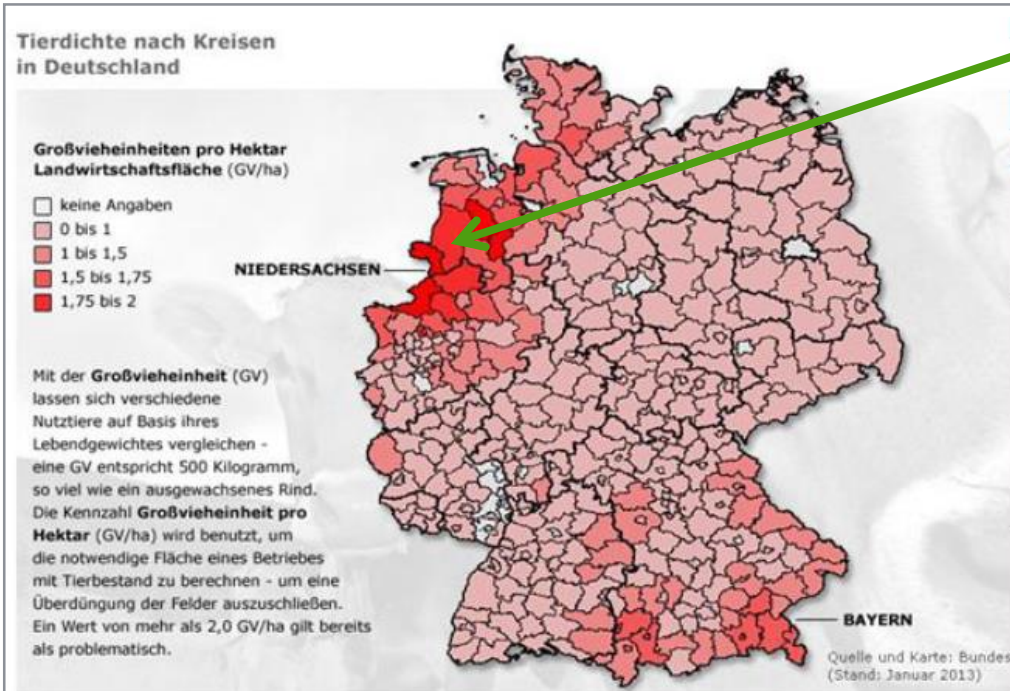 Tierdichte nach Kreisen
in Deutschland
Großvieheinheiten pro Hektar
Landwirtschaftsfläche (GV/ha)
keine Angaben
0 bis 1
1 bis 1,5
1,5 bis 1,75
1,75 bis 2
NIEDERSACHSEN
Mit der Großvieheinheit (GV)
lassen sich verschiedene
Nutztiere auf Basis ihres
Lebendgewichtes vergleichen -
eine GV entspricht 500 Kilogramm,
so viel wie ein ausgewachsenes Rind.
Die Kennzahl Großvieheinheit pro
Hektar (GV/ha) wird benutzt, um
die notwendige Fläche eines Betriebes
mit Tierbestand zu berechnen - um eine
Überdüngung der Felder auszuschließen.
Ein Wert von mehr als 2,0 GV/ha gilt bereits
als problematisch.
BAYERN
Quelle und Karte: Bundes
(Stand: Januar 2013)